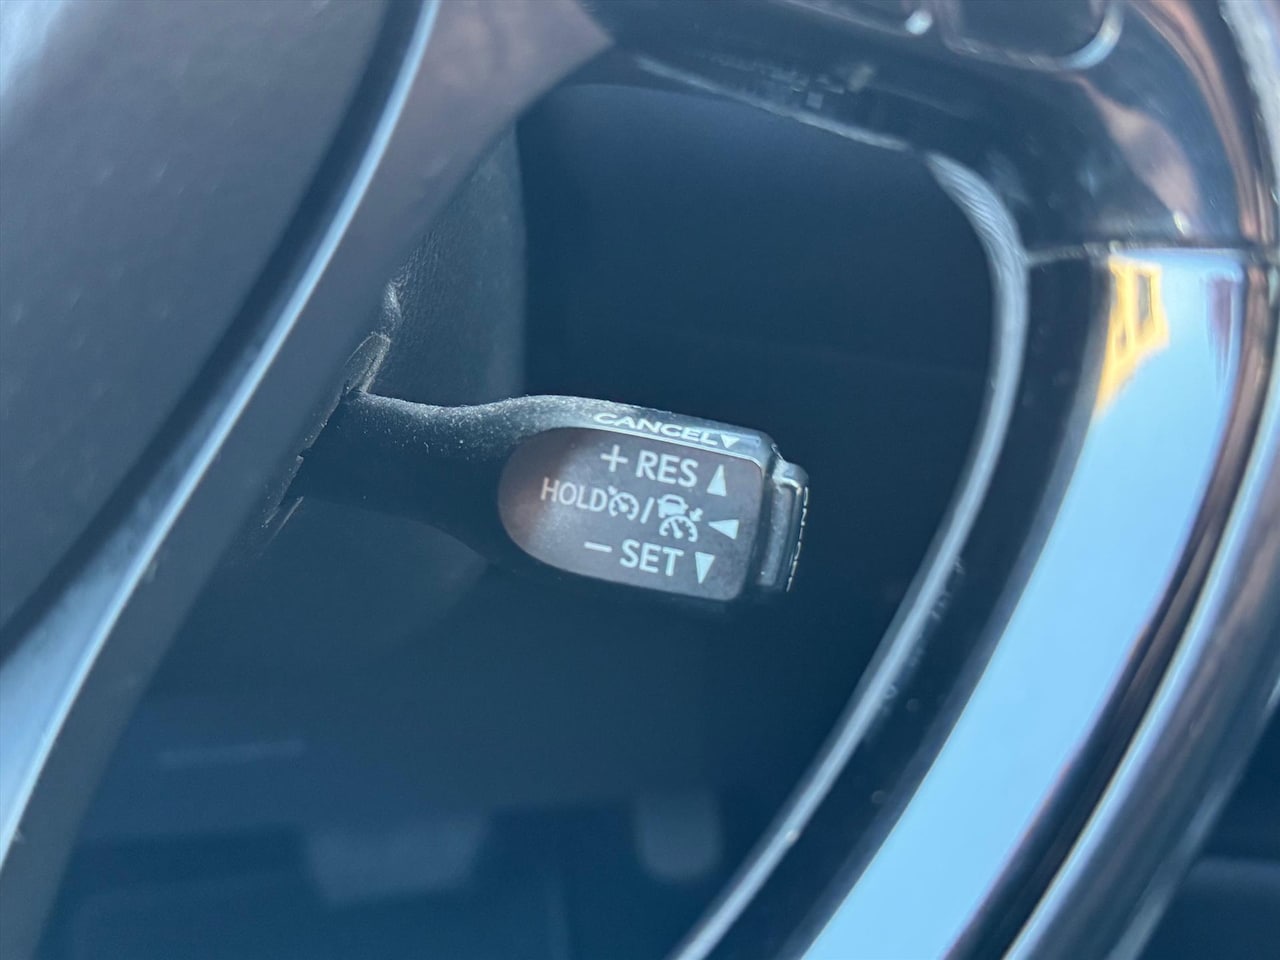 CANCEL▼
+ RES ▲
HOLD / ◀
− SET ▼